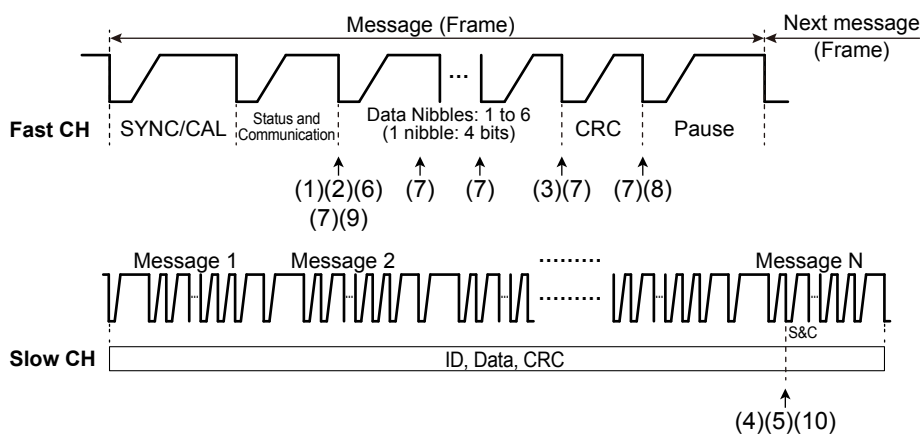 Message (Frame)
Next message
(Frame)
Fast CH
SYNC/CAL
Status and
Communication
...
Data Nibbles: 1 to 6
(1 nibble: 4 bits)
CRC
Pause
(1)(2)(6)
(7)(9)
(7)
(7)
(3)(7)
(7)(8)
Message 1
Message 2
Message N
S&C
Slow CH
ID, Data, CRC
(4)(5)(10)